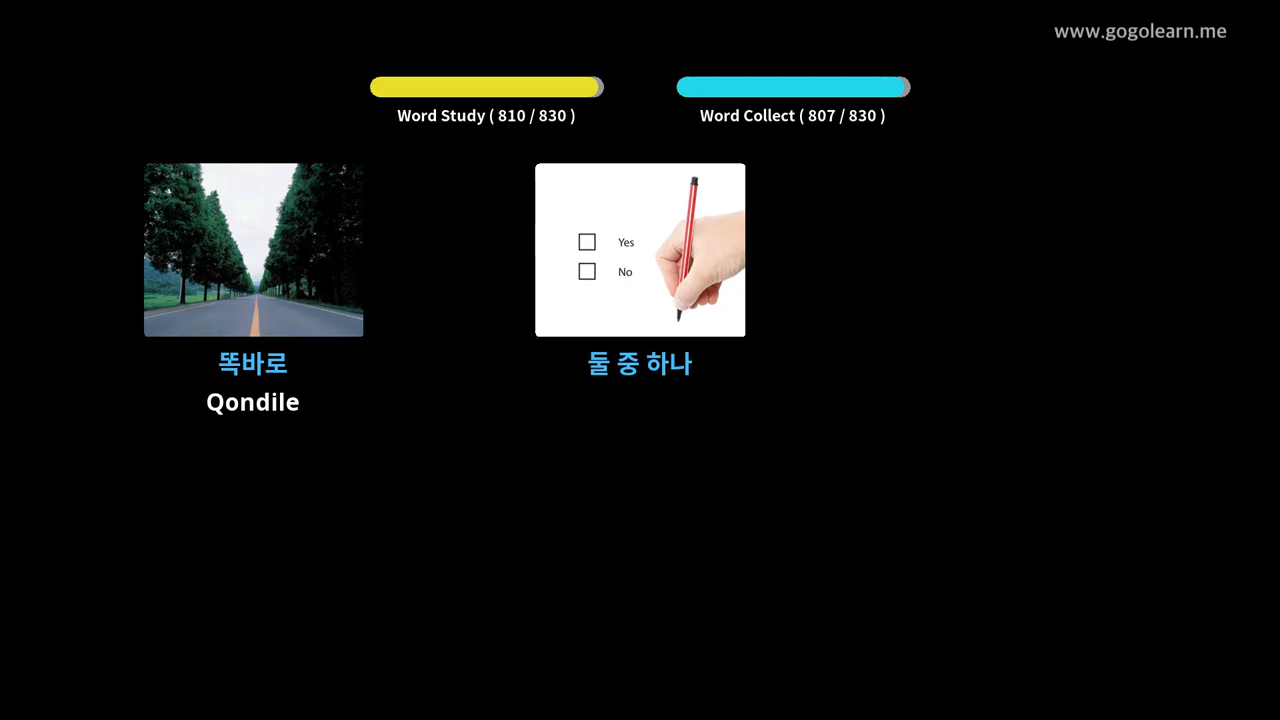 www.gogolearn.me
Word Study ( 810 / 830 )
Word Collect ( 807 / 830 )
Yes
No
똑바로
둘 중 하나
Qondile